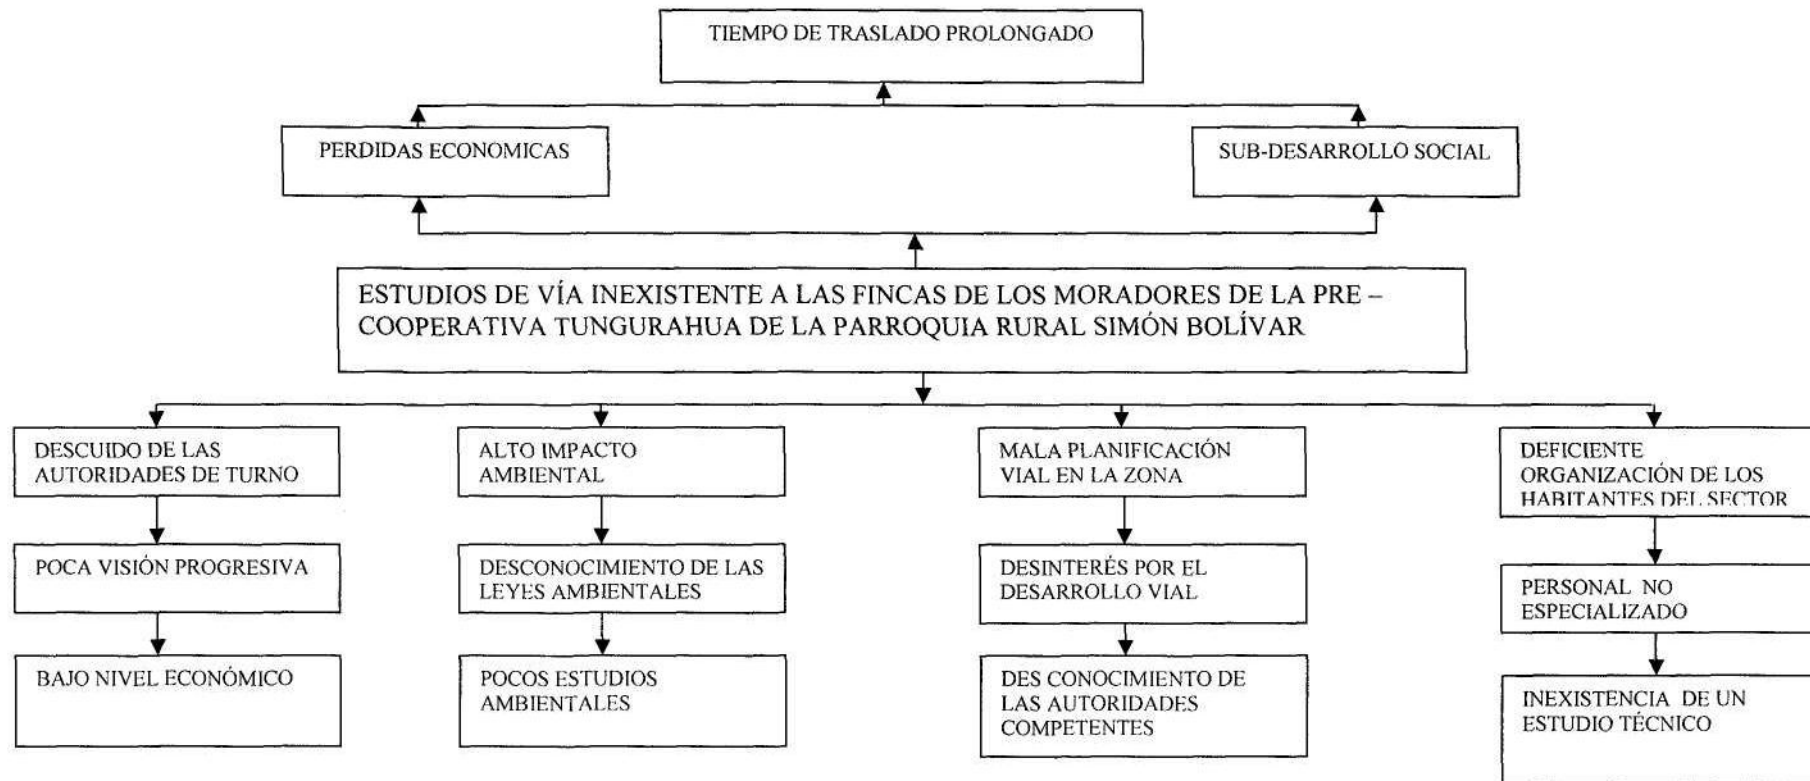 TIEMPO DE TRASLADO PROLONGADO
PERDIDAS ECONOMICAS
SUB-DESARROLLO SOCIAL
ESTUDIOS DE VÍA INEXISTENTE A LAS FINCAS DE LOS MORADORES DE LA PRE –
COOPERATIVA TUNGURAHUA DE LA PARROQUIA RURAL SIMÓN BOLÍVAR
DESCUIDO DE LAS
AUTORIDADES DE TURNO
ALTO IMPACTO
AMBIENTAL
MALA PLANIFICACIÓN
VIAL EN LA ZONA
DEFICIENTE
ORGANIZACIÓN DE LOS
HABITANTES DEL SECTOR
POCA VISIÓN PROGRESIVA
DESCONOCIMIENTO DE LAS
LEYES AMBIENTALES
DESINTERÉS POR EL
DESARROLLO VIAL
PERSONAL NO
ESPECIALIZADO
BAJO NIVEL ECONÓMICO
POCOS ESTUDIOS
AMBIENTALES
DES CONOCIMIENTO DE
LAS AUTORIDADES
COMPETENTES
INEXISTENCIA DE UN
ESTUDIO TÉCNICO